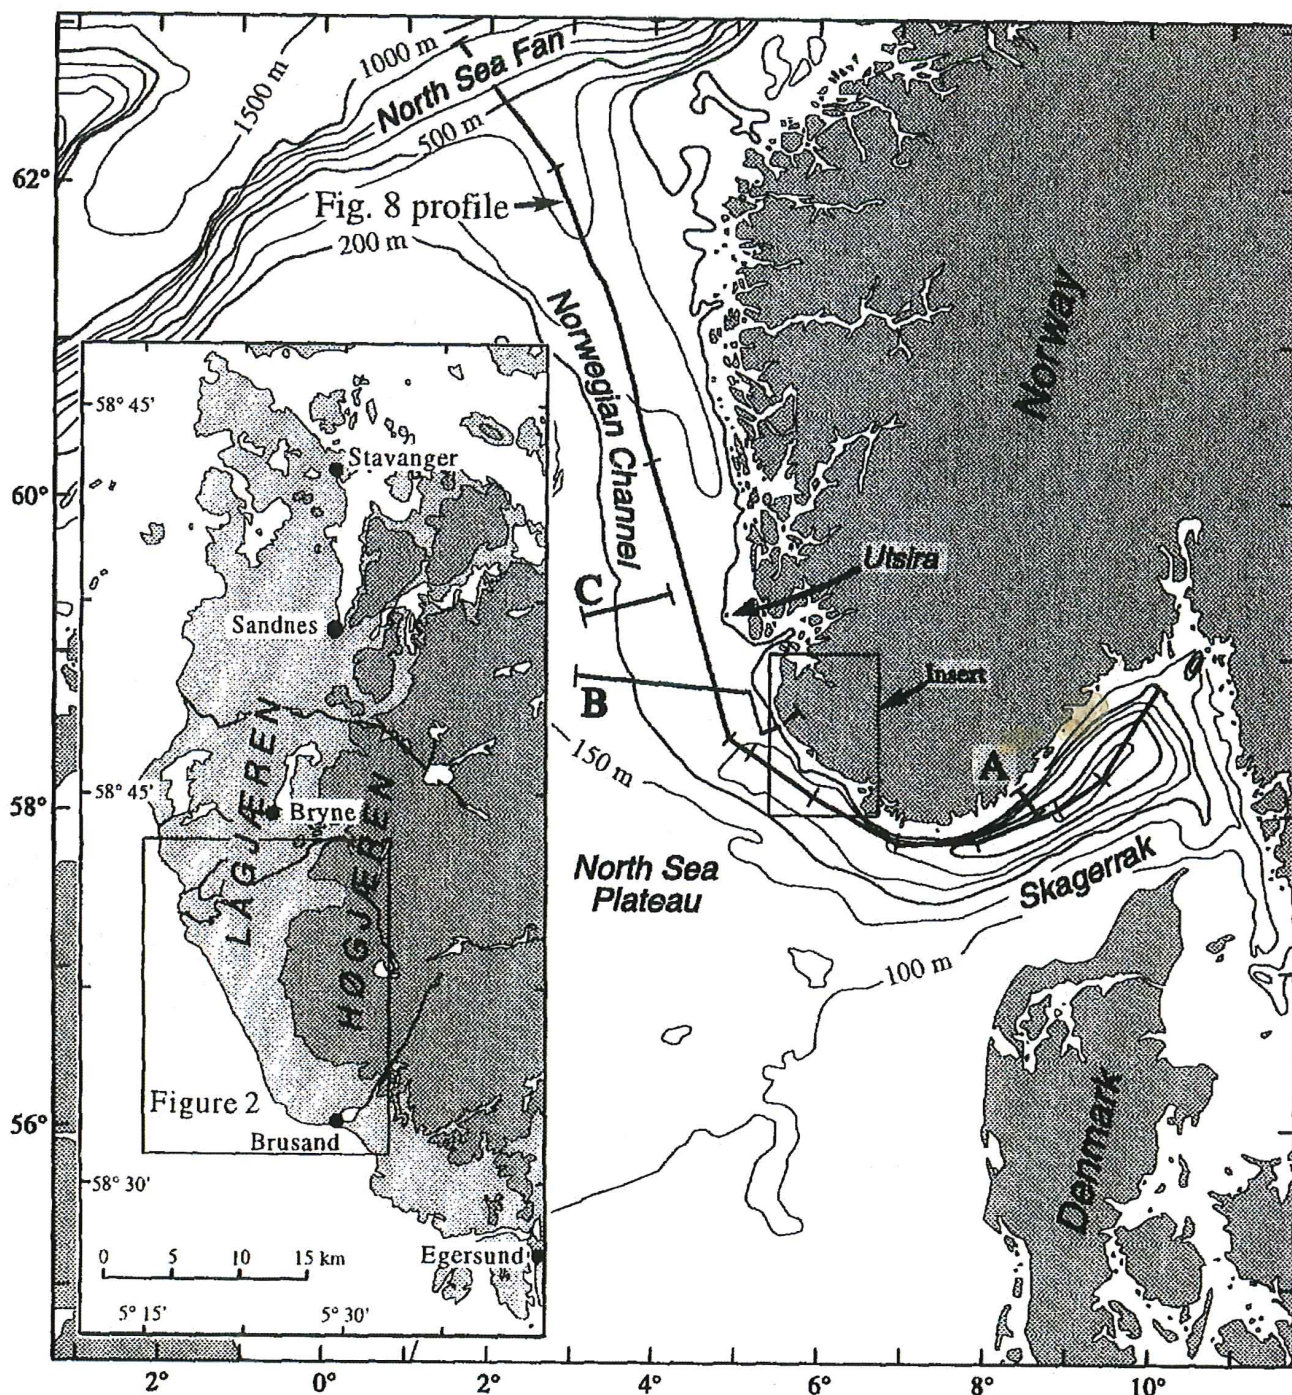 1000 m
North Sea Fan
1500 m
500 m
62°
Fig. 8 profile
200 m
Norway
Norwegian Channel
58° 45'
Stavanger
60°
Utsira
C
Sandnes
Insert
B
A
150 m
58°
58° 45'
Bryne
LÅGJÆREN
HØGJÆREN
North Sea
Plateau
Skagerrak
100 m
56°
Figure 2
Brusand
Denmark
58° 30'
0 5 10 15 km
Egersund
5° 15' 5° 30'
2° 0° 2° 4° 6° 8° 10°